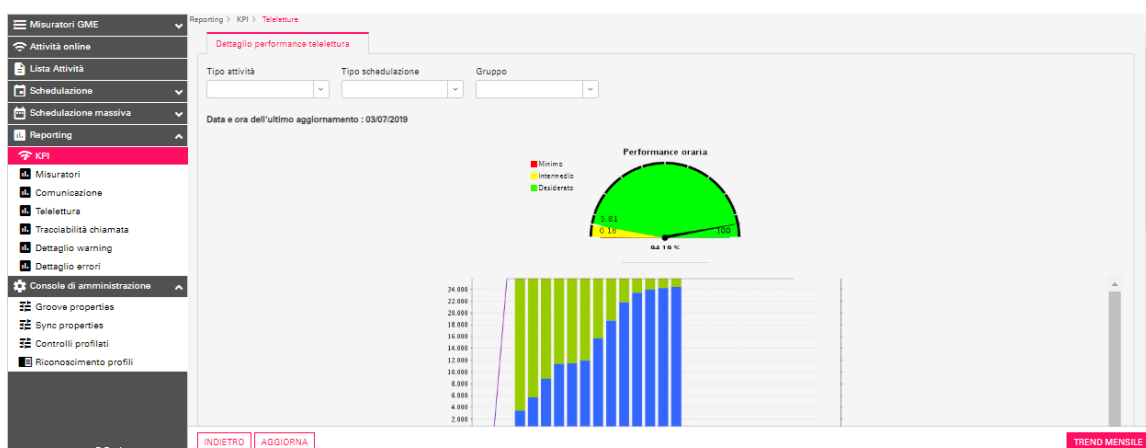 Misuratori GME
Attività online
Lista Attività
Schedulazione
Schedulazione massiva
Reporting
KPI
Misuratori
Comunicazione
Telelettura
Tracciabilità chiamata
Dettaglio warning
Dettaglio errori
Console di amministrazione
Groove properties
Sync properties
Controlli profilati
Riconoscimento profili
Reporting > KPI > Teleletture
Dettaglio performance telelettura
Tipo attività Tipo schedulazione Gruppo
Data e ora dell'ultimo aggiornamento : 03/07/2019
Performance oraria
Minimo
Intermedio
Desiderato
5.81
0.18 100
94.19 %
24.000
22.000
20.000
18.000
16.000
14.000
12.000
10.000
8.000
6.000
4.000
2.000
INDIETRO AGGIORNA TREND MENSILE